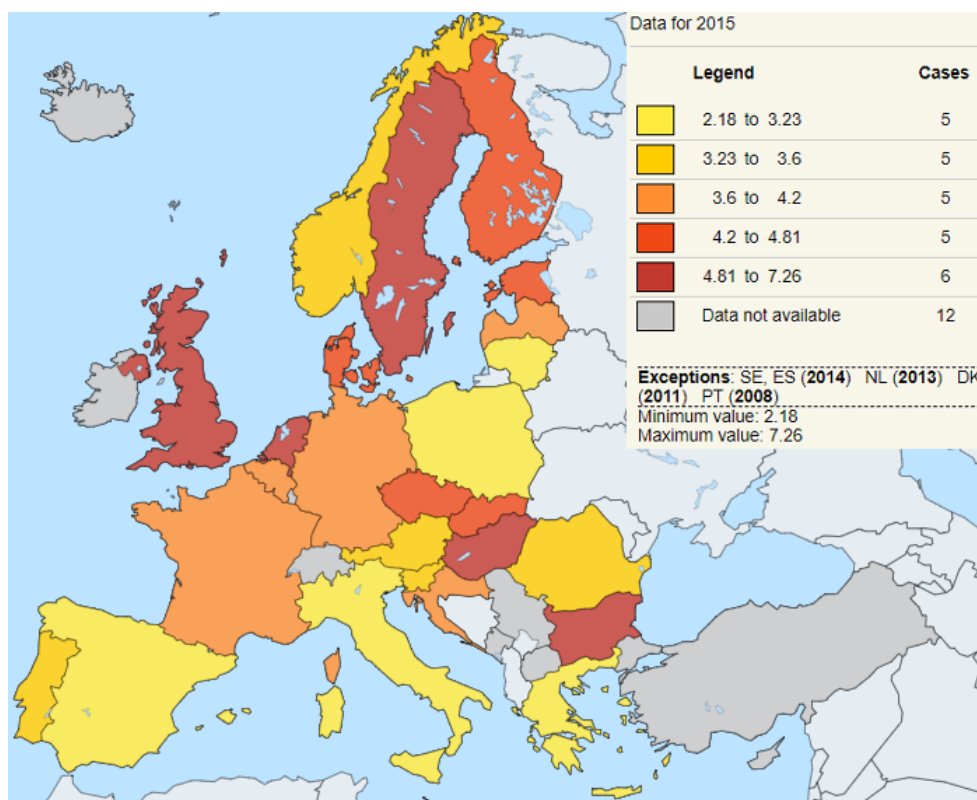 Data for 2015
Legend Cases
2.18 to 3.23 5
3.23 to 3.6 5
3.6 to 4.2 5
4.2 to 4.81 5
4.81 to 7.26 6
Data not available 12
Exceptions: SE, ES (2014) NL (2013) DK
(2011) PT (2008)
Minimum value: 2.18
Maximum value: 7.26